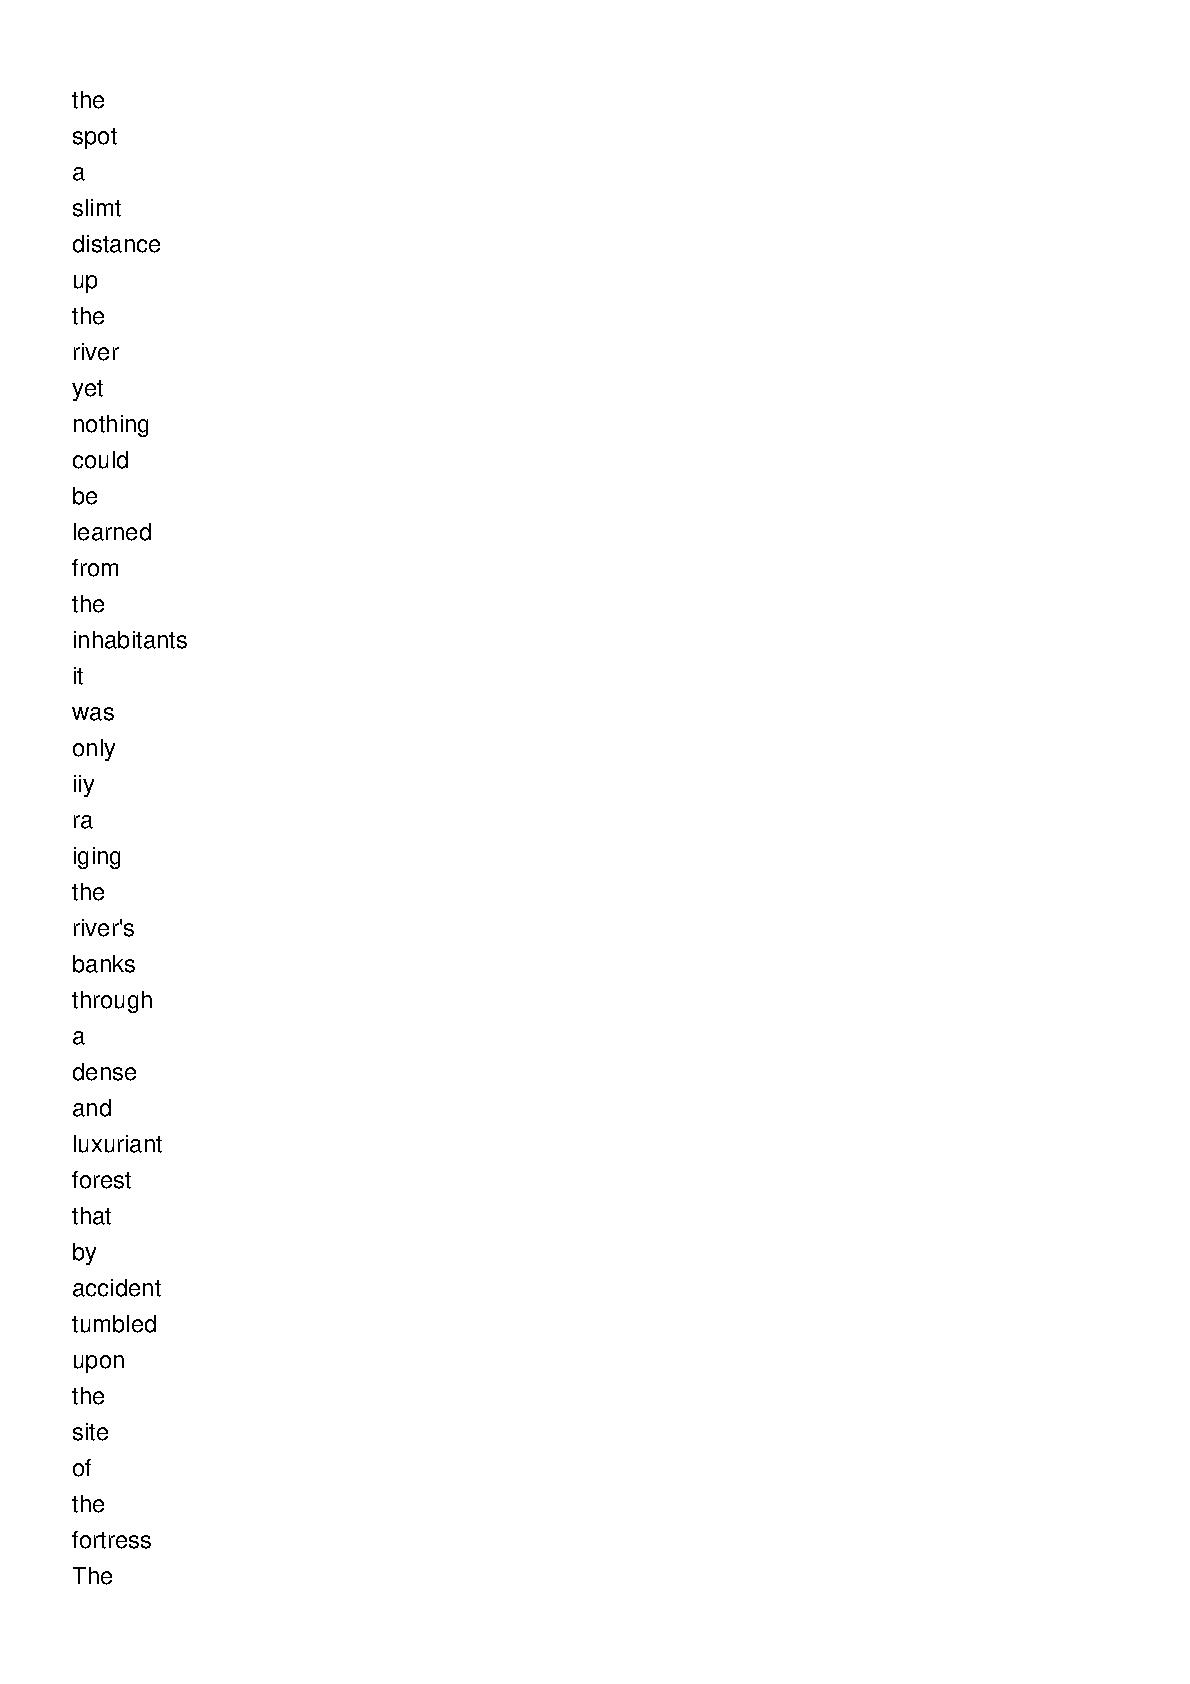 the
spot
a
slimt
distance
up
the
river
yet
nothing
could
be
learned
from
the
inhabitants
it
was
only
iiy
ra
iging
the
river's
banks
through
a
dense
and
luxuriant
forest
that
by
accident
tumbled
upon
the
site
of
the
fortress
The